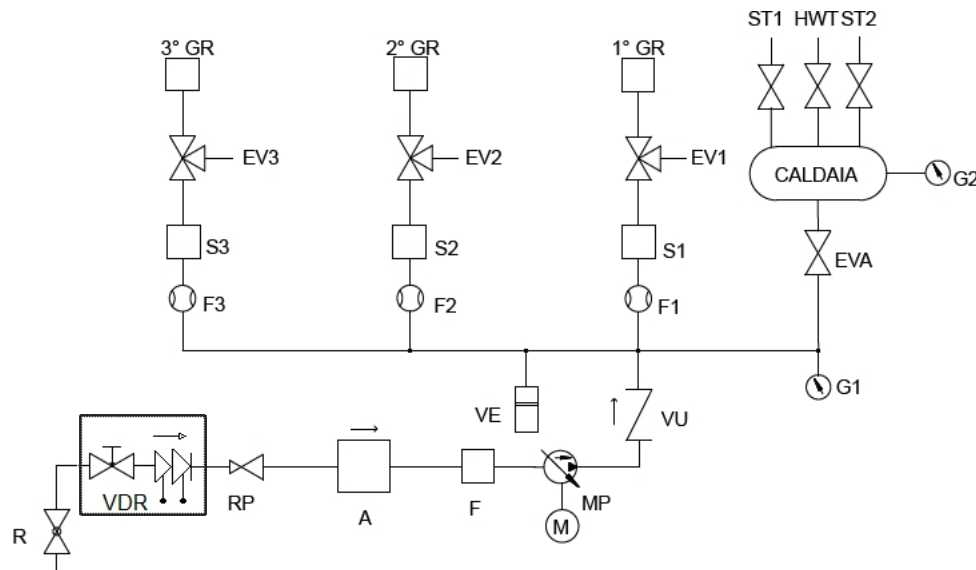 ST1 HWT ST2
3° GR 2° GR 1° GR
EV3 EV2 EV1
CALDAIA
G2
S3 S2 S1
EVA
F3 F2 F1
G1
VE VU
VDR RP A F MP
R M